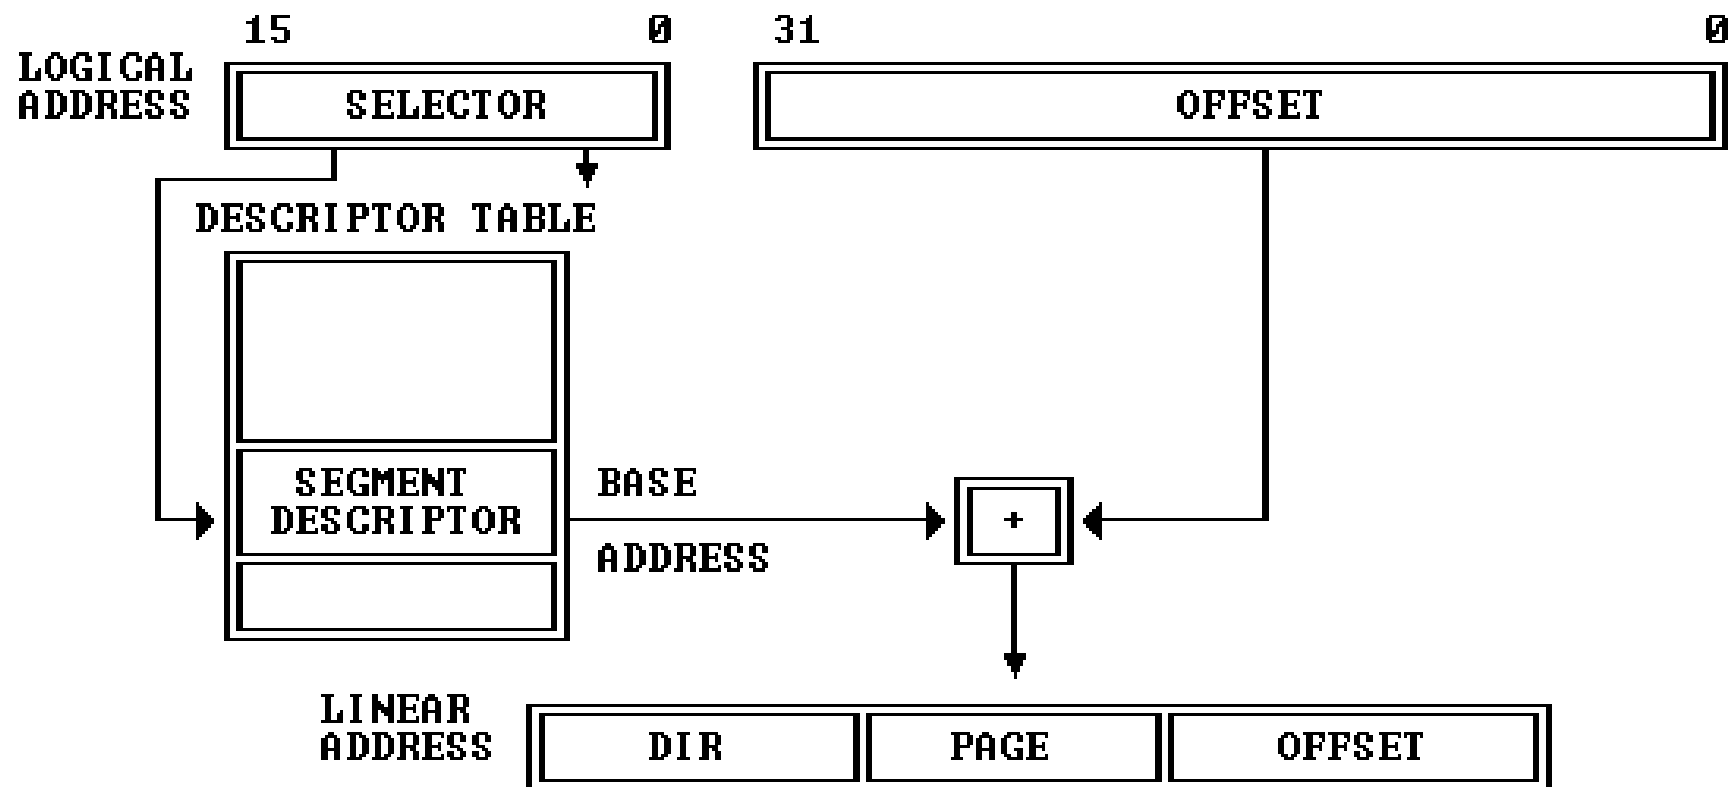 15 0 31 0
LOGICAL
ADDRESS
SELECTOR
OFFSET
DESCRIPTOR TABLE
SEGMENT
DESCRIPTOR
BASE
ADDRESS
+
LINEAR
ADDRESS
DIR
PAGE
OFFSET